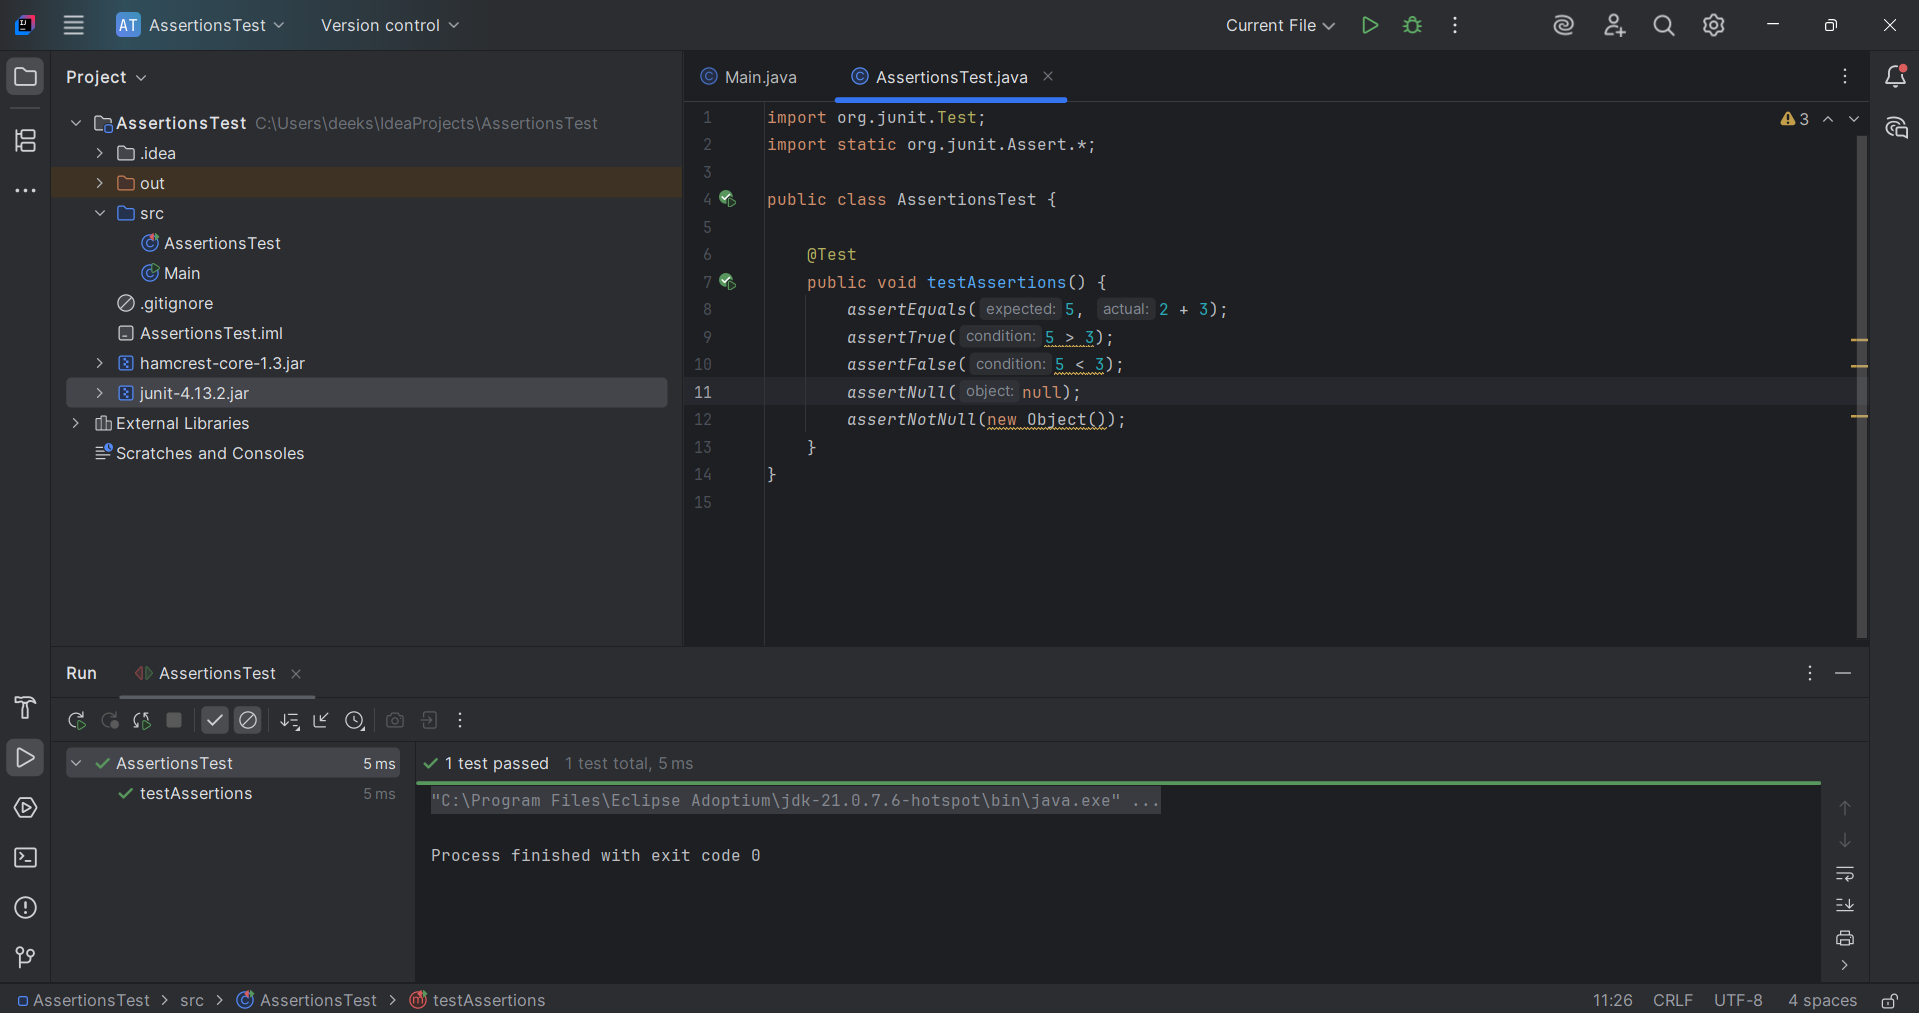 AT AssertionsTest Version control Current File
Project
AssertionsTest C:\Users\deeks\IdeaProjects\AssertionsTest
.idea
out
src
AssertionsTest
Main
.gitignore
AssertionsTest.iml
hamcrest-core-1.3.jar
junit-4.13.2.jar
External Libraries
Scratches and Consoles
Main.java AssertionsTest.java
3
1 import org.junit.Test;
2 import static org.junit.Assert.*;
3
4 public class AssertionsTest {
5
6 @Test
7 public void testAssertions() {
8 assertEquals( expected: 5, actual: 2 + 3);
9 assertTrue( condition: 5 > 3);
10 assertFalse( condition: 5 < 3);
11 assertNull( object: null);
12 assertNotNull(new Object());
13 }
14 }
15
Run AssertionsTest
AssertionsTest 5 ms
testAssertions 5 ms
1 test passed 1 test total, 5 ms
"C:\Program Files\Eclipse Adoptium\jdk-21.0.7.6-hotspot\bin\java.exe" ...
Process finished with exit code 0
AssertionsTest > src > AssertionsTest > testAssertions 11:26 CRLF UTF-8 4 spaces